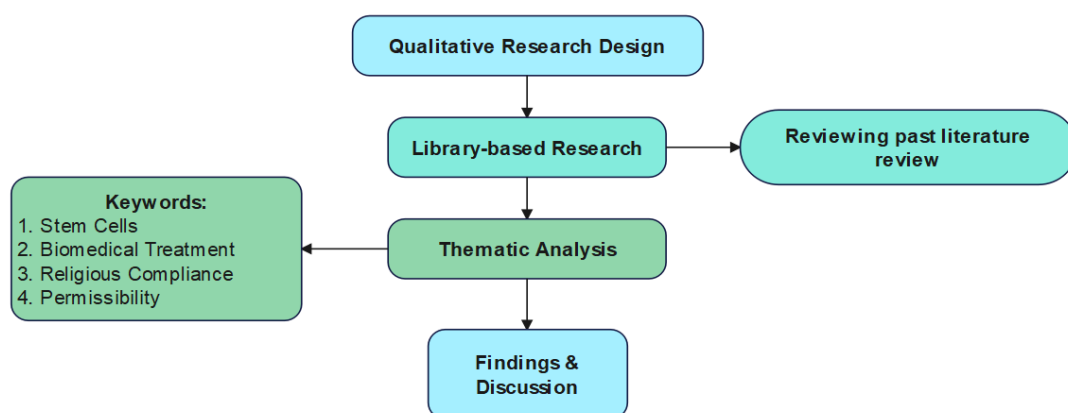 Qualitative Research Design
Library-based Research
Reviewing past literature
review
Keywords:
1. Stem Cells
2. Biomedical Treatment
3. Religious Compliance
4. Permissibility
Thematic Analysis
Findings &
Discussion